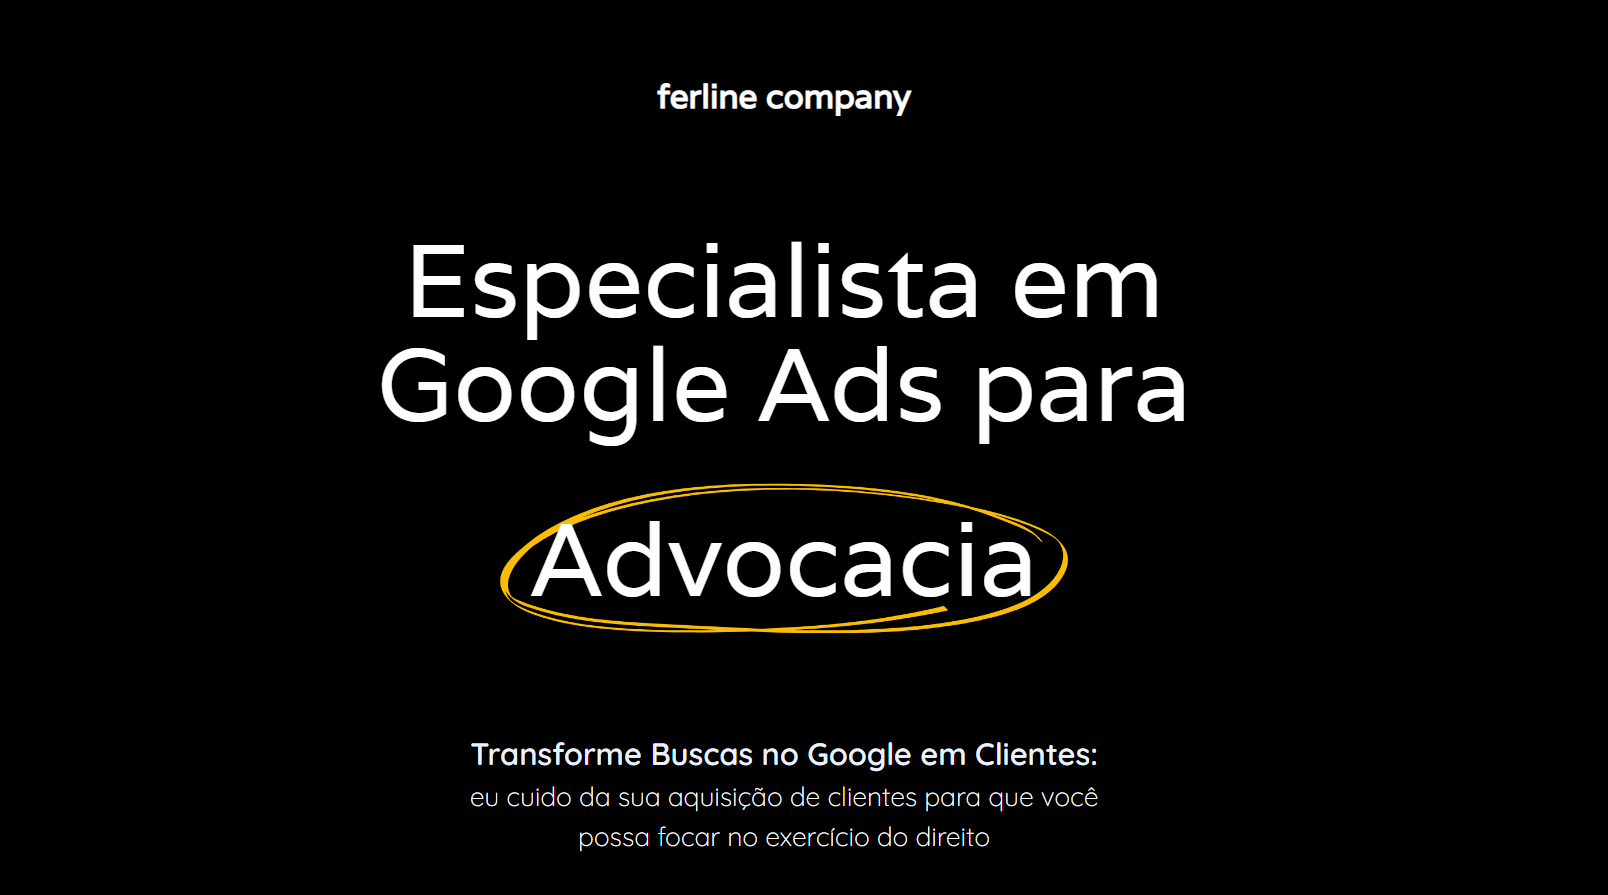 ferline company
Especialista em
Google Ads para
Advocacia
Transforme Buscas no Google em Clientes:
eu cuido da sua aquisição de clientes para que você
possa focar no exercício do direito